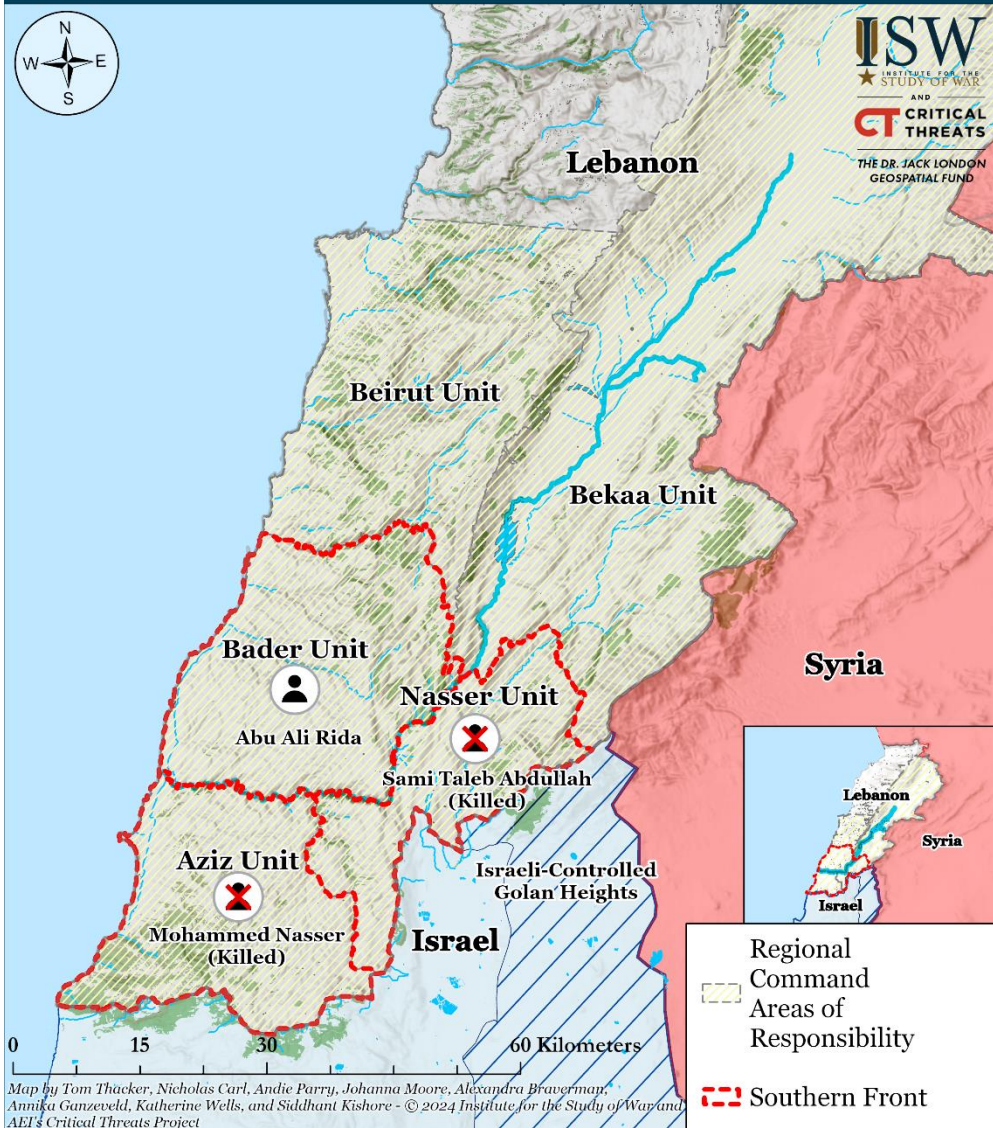 N
W E
S
ISW
INSTITUTE FOR THE
STUDY OF WAR
AND
CT CRITICAL
THREATS
THE DR. JACK LONDON
GEOSPATIAL FUND
Lebanon
Beirut Unit
Bekaa Unit
Bader Unit
Abu Ali Rida
Nasser Unit
Sami Taleb Abdullah
(Killed)
Syria
Aziz Unit
Mohammed Nasser
(Killed)
Israel
Israeli-Controlled
Golan Heights
Lebanon
Syria
Israel
Regional
Command
Areas of
Responsibility
Southern Front
0 15 30 60 Kilometers
Map by Tom Thacker, Nicholas Carl, Andie Parry, Johanna Moore, Alexandra Braverman,
Annika Ganzeveld, Katherine Wells, and Siddhant Kishore - © 2024 Institute for the Study of War and
AEI's Critical Threats Project